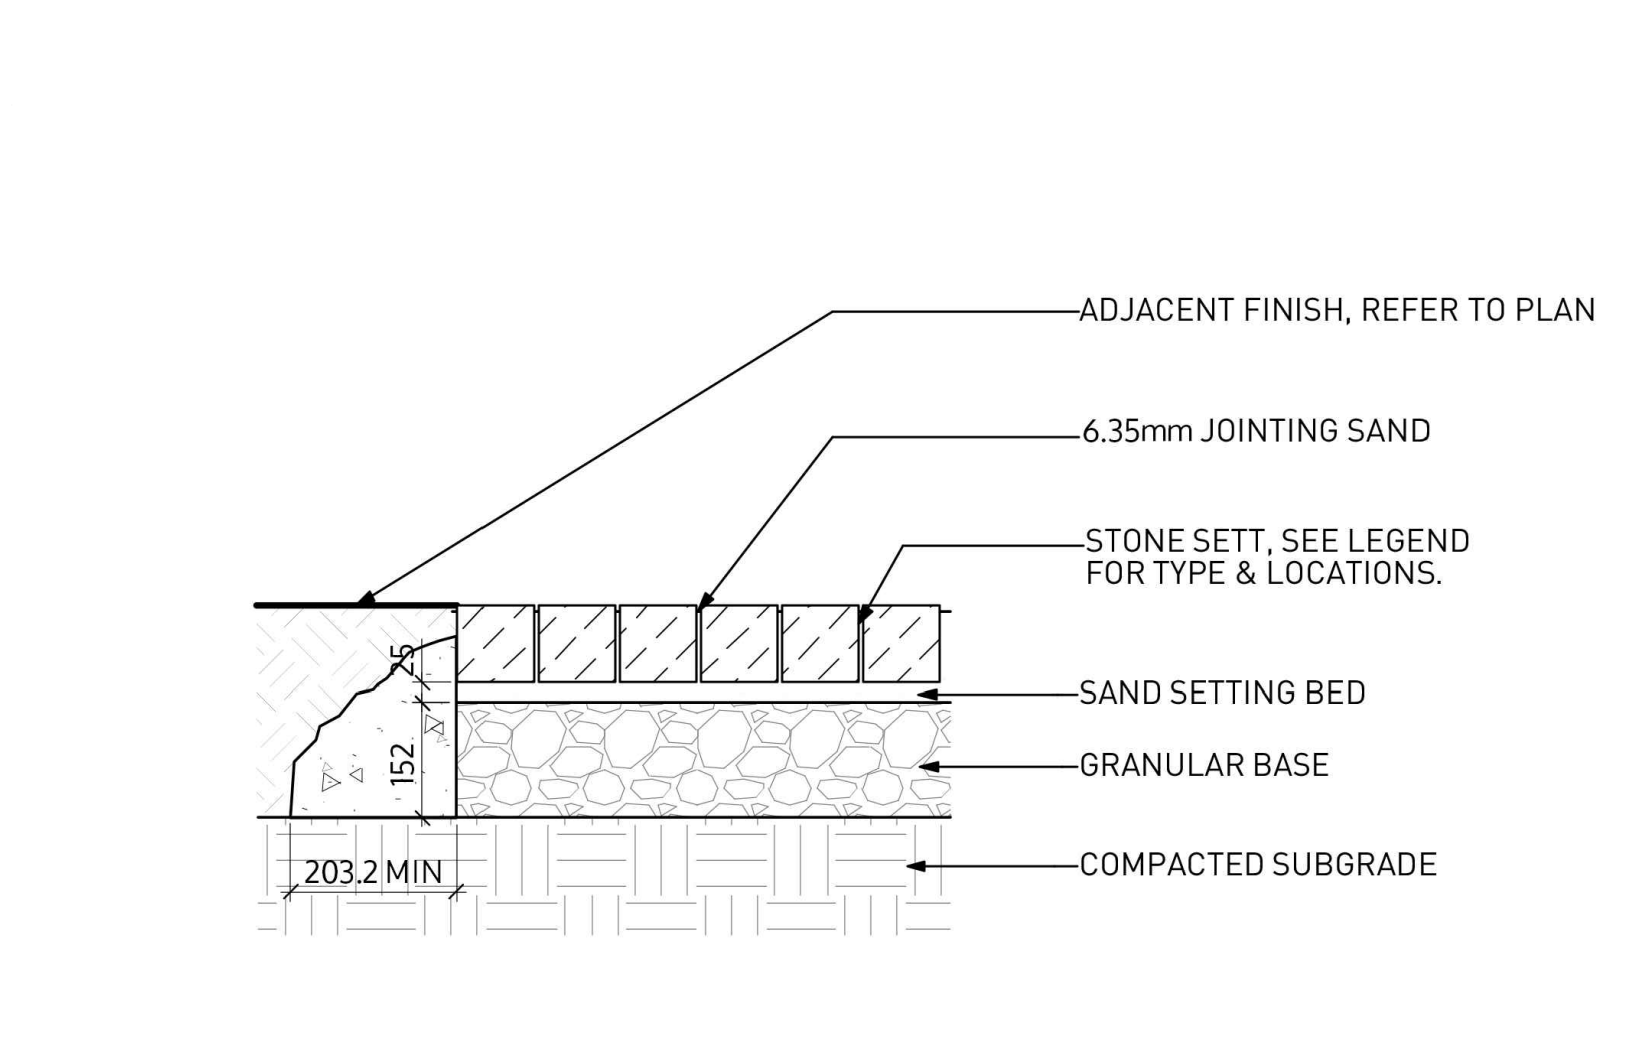 ADJACENT FINISH, REFER TO PLAN
6.35mm JOINTING SAND
STONE SETT, SEE LEGEND
FOR TYPE & LOCATIONS.
25
SAND SETTING BED
152
GRANULAR BASE
203.2 MIN
COMPACTED SUBGRADE